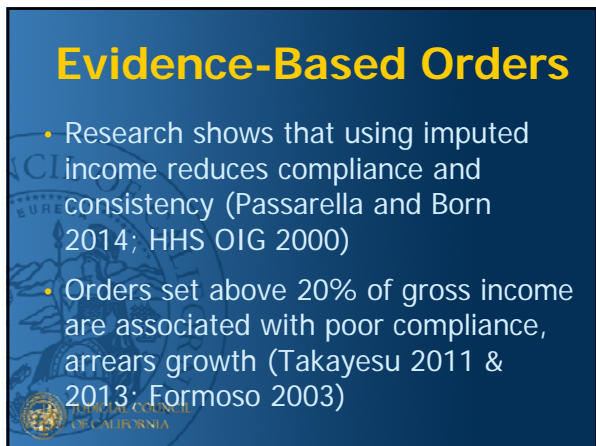 Evidence-Based Orders
• Research shows that using imputed
income reduces compliance and
consistency (Passarella and Born
2014; HHS OIG 2000)
• Orders set above 20% of gross income
are associated with poor compliance,
arrears growth (Takayesu 2011 &
2013; Formoso 2003)
JUDICIAL COUNCIL
OF CALIFORNIA